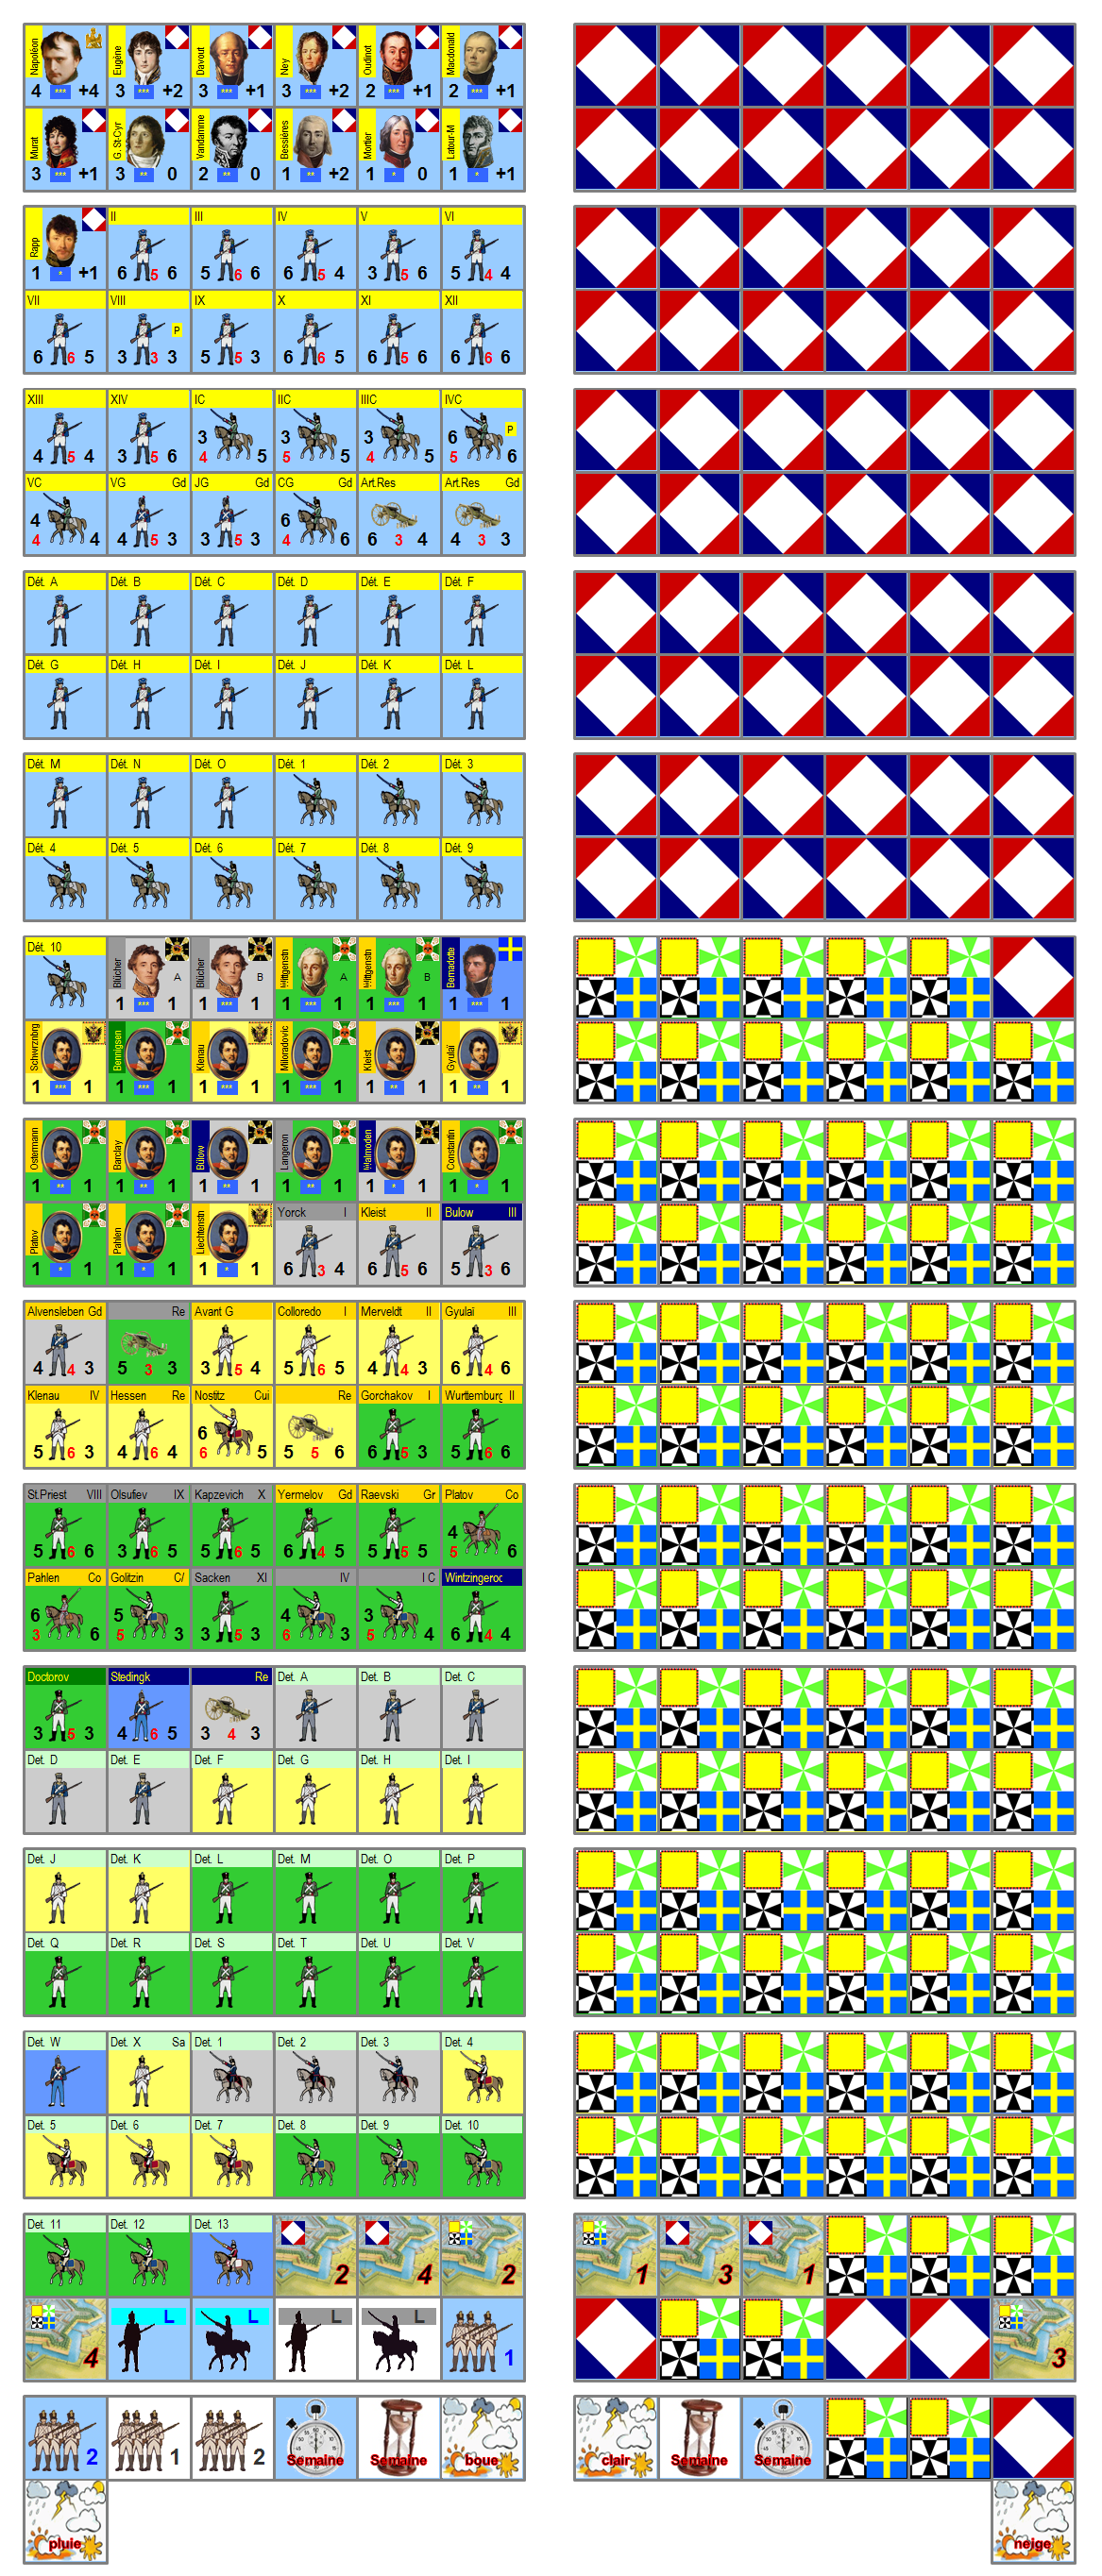 Napoléon Eugène Davout Ney Oudinot Macdonald
4 *** +4 3 *** +2 3 *** +1 3 *** +2 2 *** +1 2 *** +1
Murat G. St-Cyr Vandamme Bessières Mortier Latour-M
3 *** +1 3 ** 0 2 ** 0 1 ** +2 1 * 0 1 * +1
Rapp II III IV V VI
1 * +1 6 5 6 5 6 6 6 5 4 3 5 6 5 4 4
VII VIII IX X XI XII
P
6 6 5 3 3 3 5 5 3 6 6 5 6 5 6 6 6 6
XIII XIV IC IIC IIIC IVC
P
4 5 4 3 5 6 3 4 5 3 5 5 3 4 5 6 5 6
VC VG Gd JG Gd CG Gd Art.Res Art.Res Gd
4 4 4 4 5 3 3 5 3 6 4 6 6 3 4 4 3 3
Dét. A Dét. B Dét. C Dét. D Dét. E Dét. F
Dét. G Dét. H Dét. I Dét. J Dét. K Dét. L
Dét. M Dét. N Dét. O Dét. 1 Dét. 2 Dét. 3
Dét. 4 Dét. 5 Dét. 6 Dét. 7 Dét. 8 Dét. 9
Dét. 10 Blücher A Blücher B Wittgenstn A Wittgenstn B Bernadotte
1 *** 1 1 *** 1 1 *** 1 1 *** 1 1 *** 1
Schwrznbrg Bennigsen Klenau Miloradovic Kleist Gyulai
1 *** 1 1 *** 1 1 *** 1 1 *** 1 1 ** 1 1 ** 1
Ostermann Barclay Bülow Langeron Walmoden Constantin
1 ** 1 1 ** 1 1 ** 1 1 ** 1 1 * 1 1 * 1
Platov Pahlen Liechtenstn Yorck I Kleist II Bulow III
1 * 1 1 * 1 1 * 1 6 3 4 6 5 6 5 3 6
Alvensleben Gd Re Avant G Colloredo I Merveldt II Gyulai III
4 4 3 5 3 3 3 5 4 5 6 5 4 4 3 6 4 6
Klenau IV Hessen Re Nostitz Cui Re Gorchakov I Wurttemburg II
5 6 3 4 6 4 6 6 5 5 5 6 6 5 3 5 6 6
St.Priest VIII Olsufiev IX Kapzevich X Yermelov Gd Raevski Gr Platov Co
5 6 6 3 6 5 5 6 5 6 4 5 5 5 5 4 5 6
Pahlen Co Golitzin C/ Sacken XI IV I C Wintzingeroc
6 3 6 5 5 3 3 5 3 4 6 3 3 5 4 6 4 4
Doctorov Stedingk Re Det. A Det. B Det. C
3 5 3 4 6 5 3 4 3
Det. D Det. E Det. F Det. G Det. H Det. I
Det. J Det. K Det. L Det. M Det. O Det. P
Det. Q Det. R Det. S Det. T Det. U Det. V
Det. W Det. X Sa Det. 1 Det. 2 Det. 3 Det. 4
Det. 5 Det. 6 Det. 7 Det. 8 Det. 9 Det. 10
Det. 11 Det. 12 Det. 13 2 4 2 1 3 1
4 L L L L 1 3
2 1 2 Semaine Semaine boue clair Semaine Semaine
pluie neige